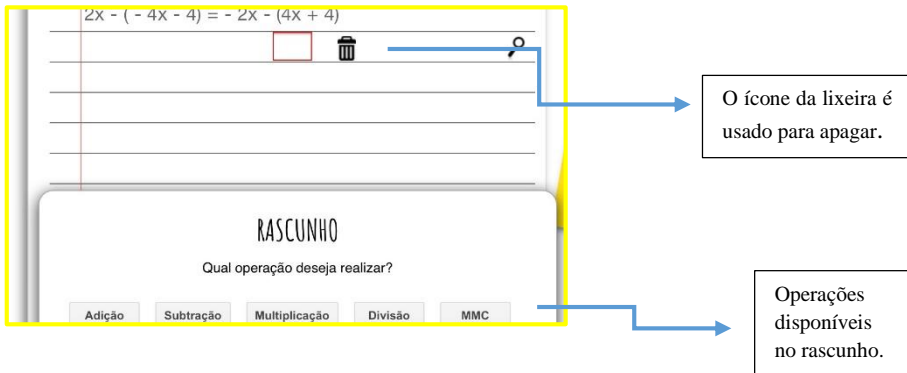 2x - ( - 4x - 4) = - 2x - (4x + 4)
O ícone da lixeira é
usado para apagar.
RASCUNHO
Qual operação deseja realizar?
Adição Subtração Multiplicação Divisão MMC
Operações
disponíveis
no rascunho.